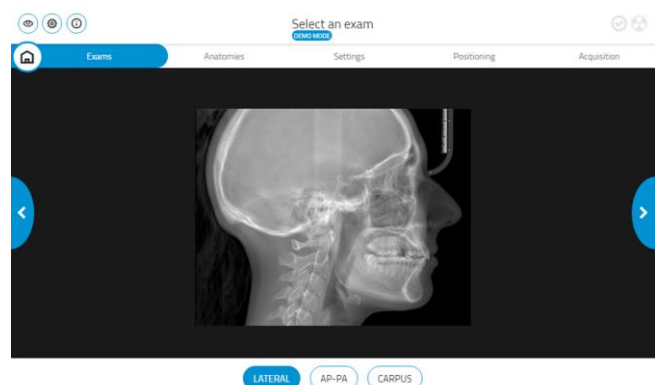 Select an exam
DEMO MODE
Exams Anatomies Settings Positioning Acquisition
LATERAL AP-PA CARPUS